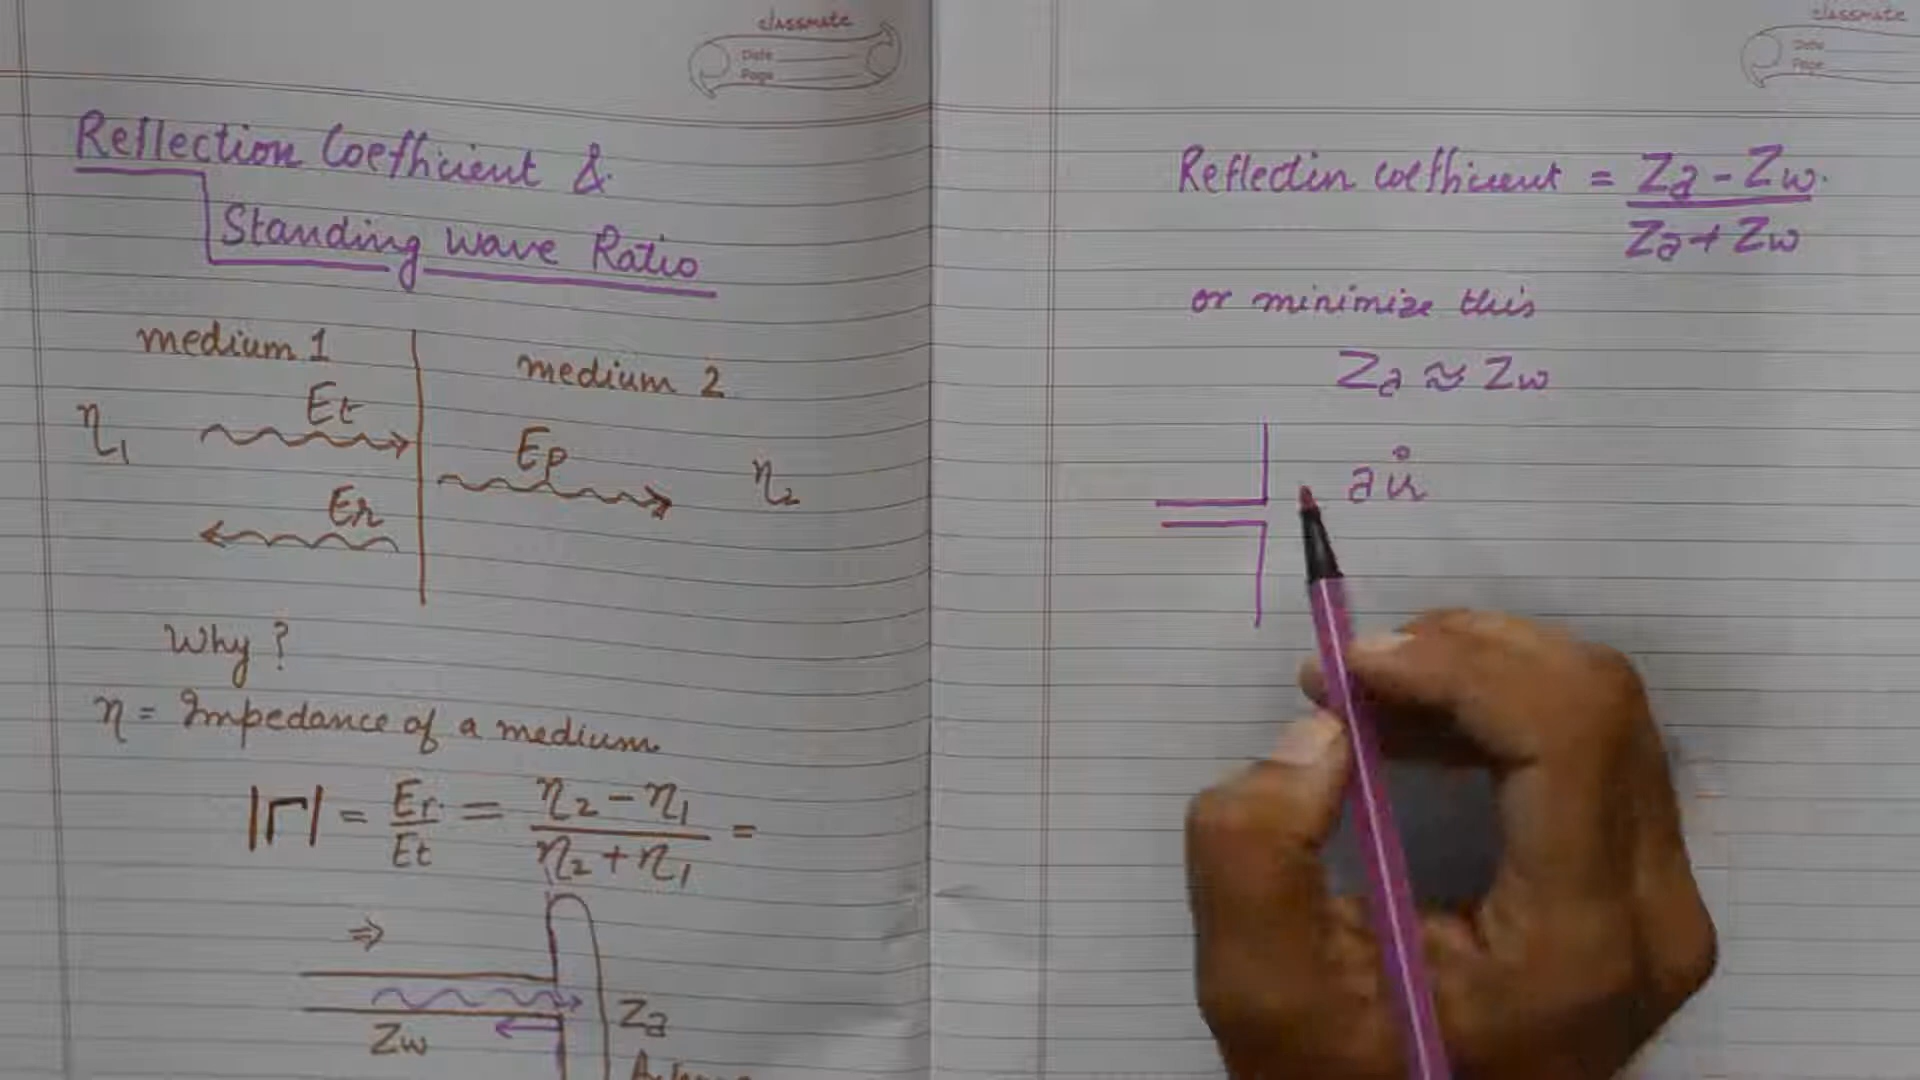 classmate
Date
Page
Reflection Coefficient &
Standing wave Ratio
medium 1
medium 2
η1
Et
Ep
η2
Er
Why?
η = Impedance of a medium.
|Γ| = Er/Et = η2 - η1 / η2 + η1 =
⇒
Zw
Za
classmate
Date
Page
Reflectin coefficient = Za - Zw / Za + Zw
or minimize this
Za ≈ Zw
air